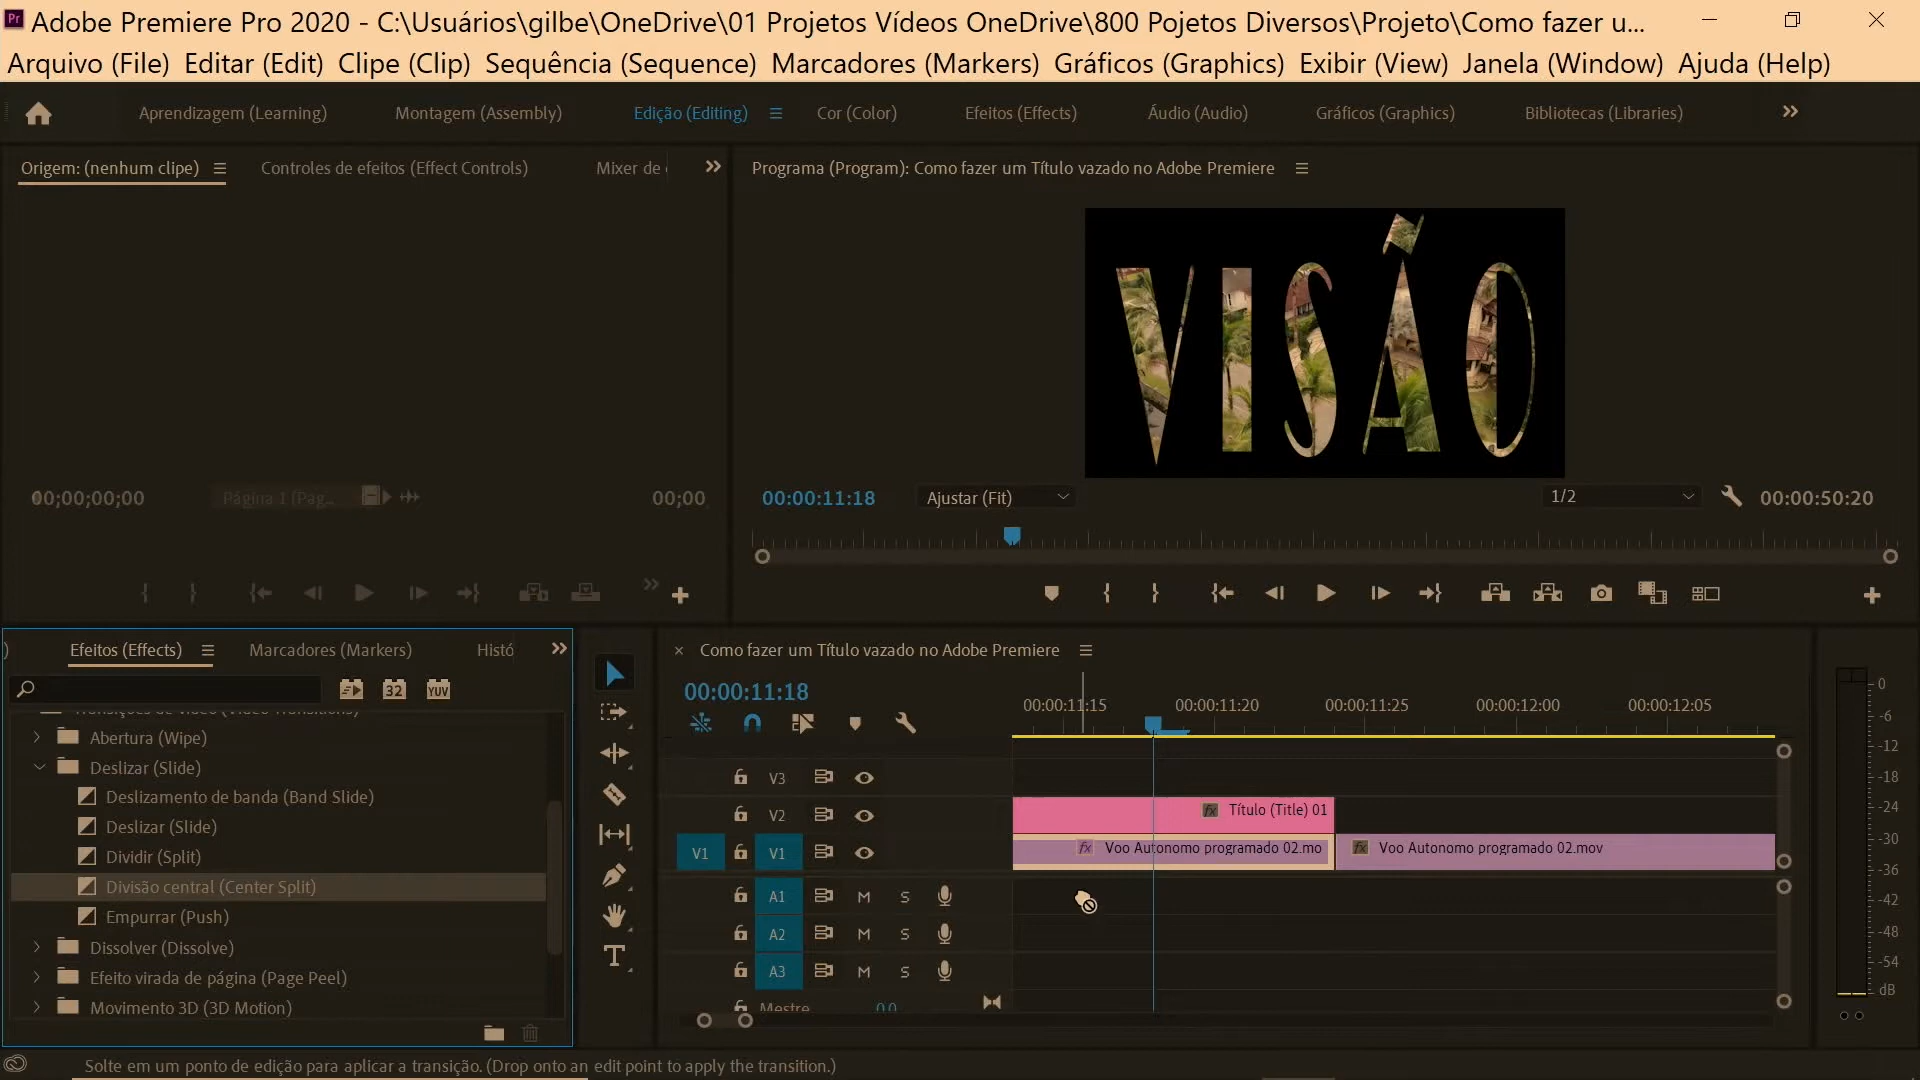 Adobe Premiere Pro 2020 - C:\Usuários\gilbe\OneDrive\01 Projetos Vídeos OneDrive\800 Pojetos Diversos\Projeto\Como fazer u...
Arquivo (File) Editar (Edit) Clipe (Clip) Sequência (Sequence) Marcadores (Markers) Gráficos (Graphics) Exibir (View) Janela (Window) Ajuda (Help)
Aprendizagem (Learning) Montagem (Assembly) Edição (Editing) Cor (Color) Efeitos (Effects) Áudio (Audio) Gráficos (Graphics) Bibliotecas (Libraries)
Origem: (nenhum clipe) Controles de efeitos (Effect Controls) Mixer de
Programa (Program): Como fazer um Título vazado no Adobe Premiere
VISÃO
00;00;00;00 Página 1 (Pag... 00;00
00:00:11:18 Ajustar (Fit) 1/2 00:00:50:20
Efeitos (Effects) Marcadores (Markers) Histó
32 YUV
Transições de vídeo (Video Transitions)
Abertura (Wipe)
Deslizar (Slide)
Deslizamento de banda (Band Slide)
Deslizar (Slide)
Dividir (Split)
Divisão central (Center Split)
Empurrar (Push)
Dissolver (Dissolve)
Efeito virada de página (Page Peel)
Movimento 3D (3D Motion)
Como fazer um Título vazado no Adobe Premiere
00:00:11:18
00:00:11:15 00:00:11:20 00:00:11:25 00:00:12:00 00:00:12:05
V3
V2 fx Título (Title) 01
V1 V1 fx Voo Autonomo programado 02.mo fx Voo Autonomo programado 02.mov
A1 M S
A2 M S
A3 M S
Mestre 0,0
0
-6
-12
-18
-24
-30
-36
-42
-48
-54
dB
Solte em um ponto de edição para aplicar a transição. (Drop onto an edit point to apply the transition.)